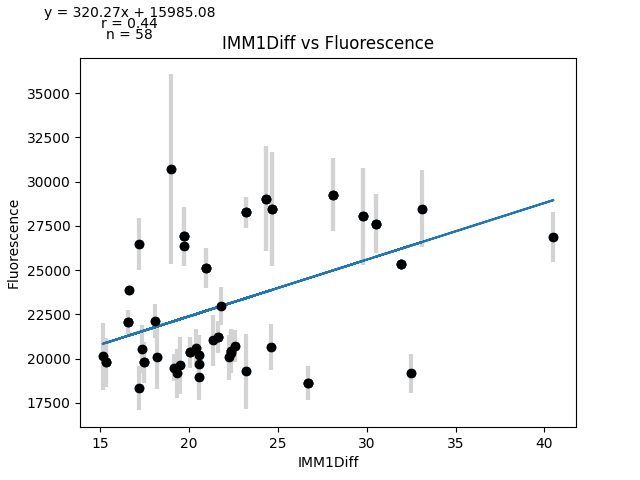 y = 320.27x + 15985.08
r = 0.44
n = 58
IMM1Diff vs Fluorescence
Fluorescence
35000
32500
30000
27500
25000
22500
20000
17500
15
20
25
30
35
40
IMM1Diff